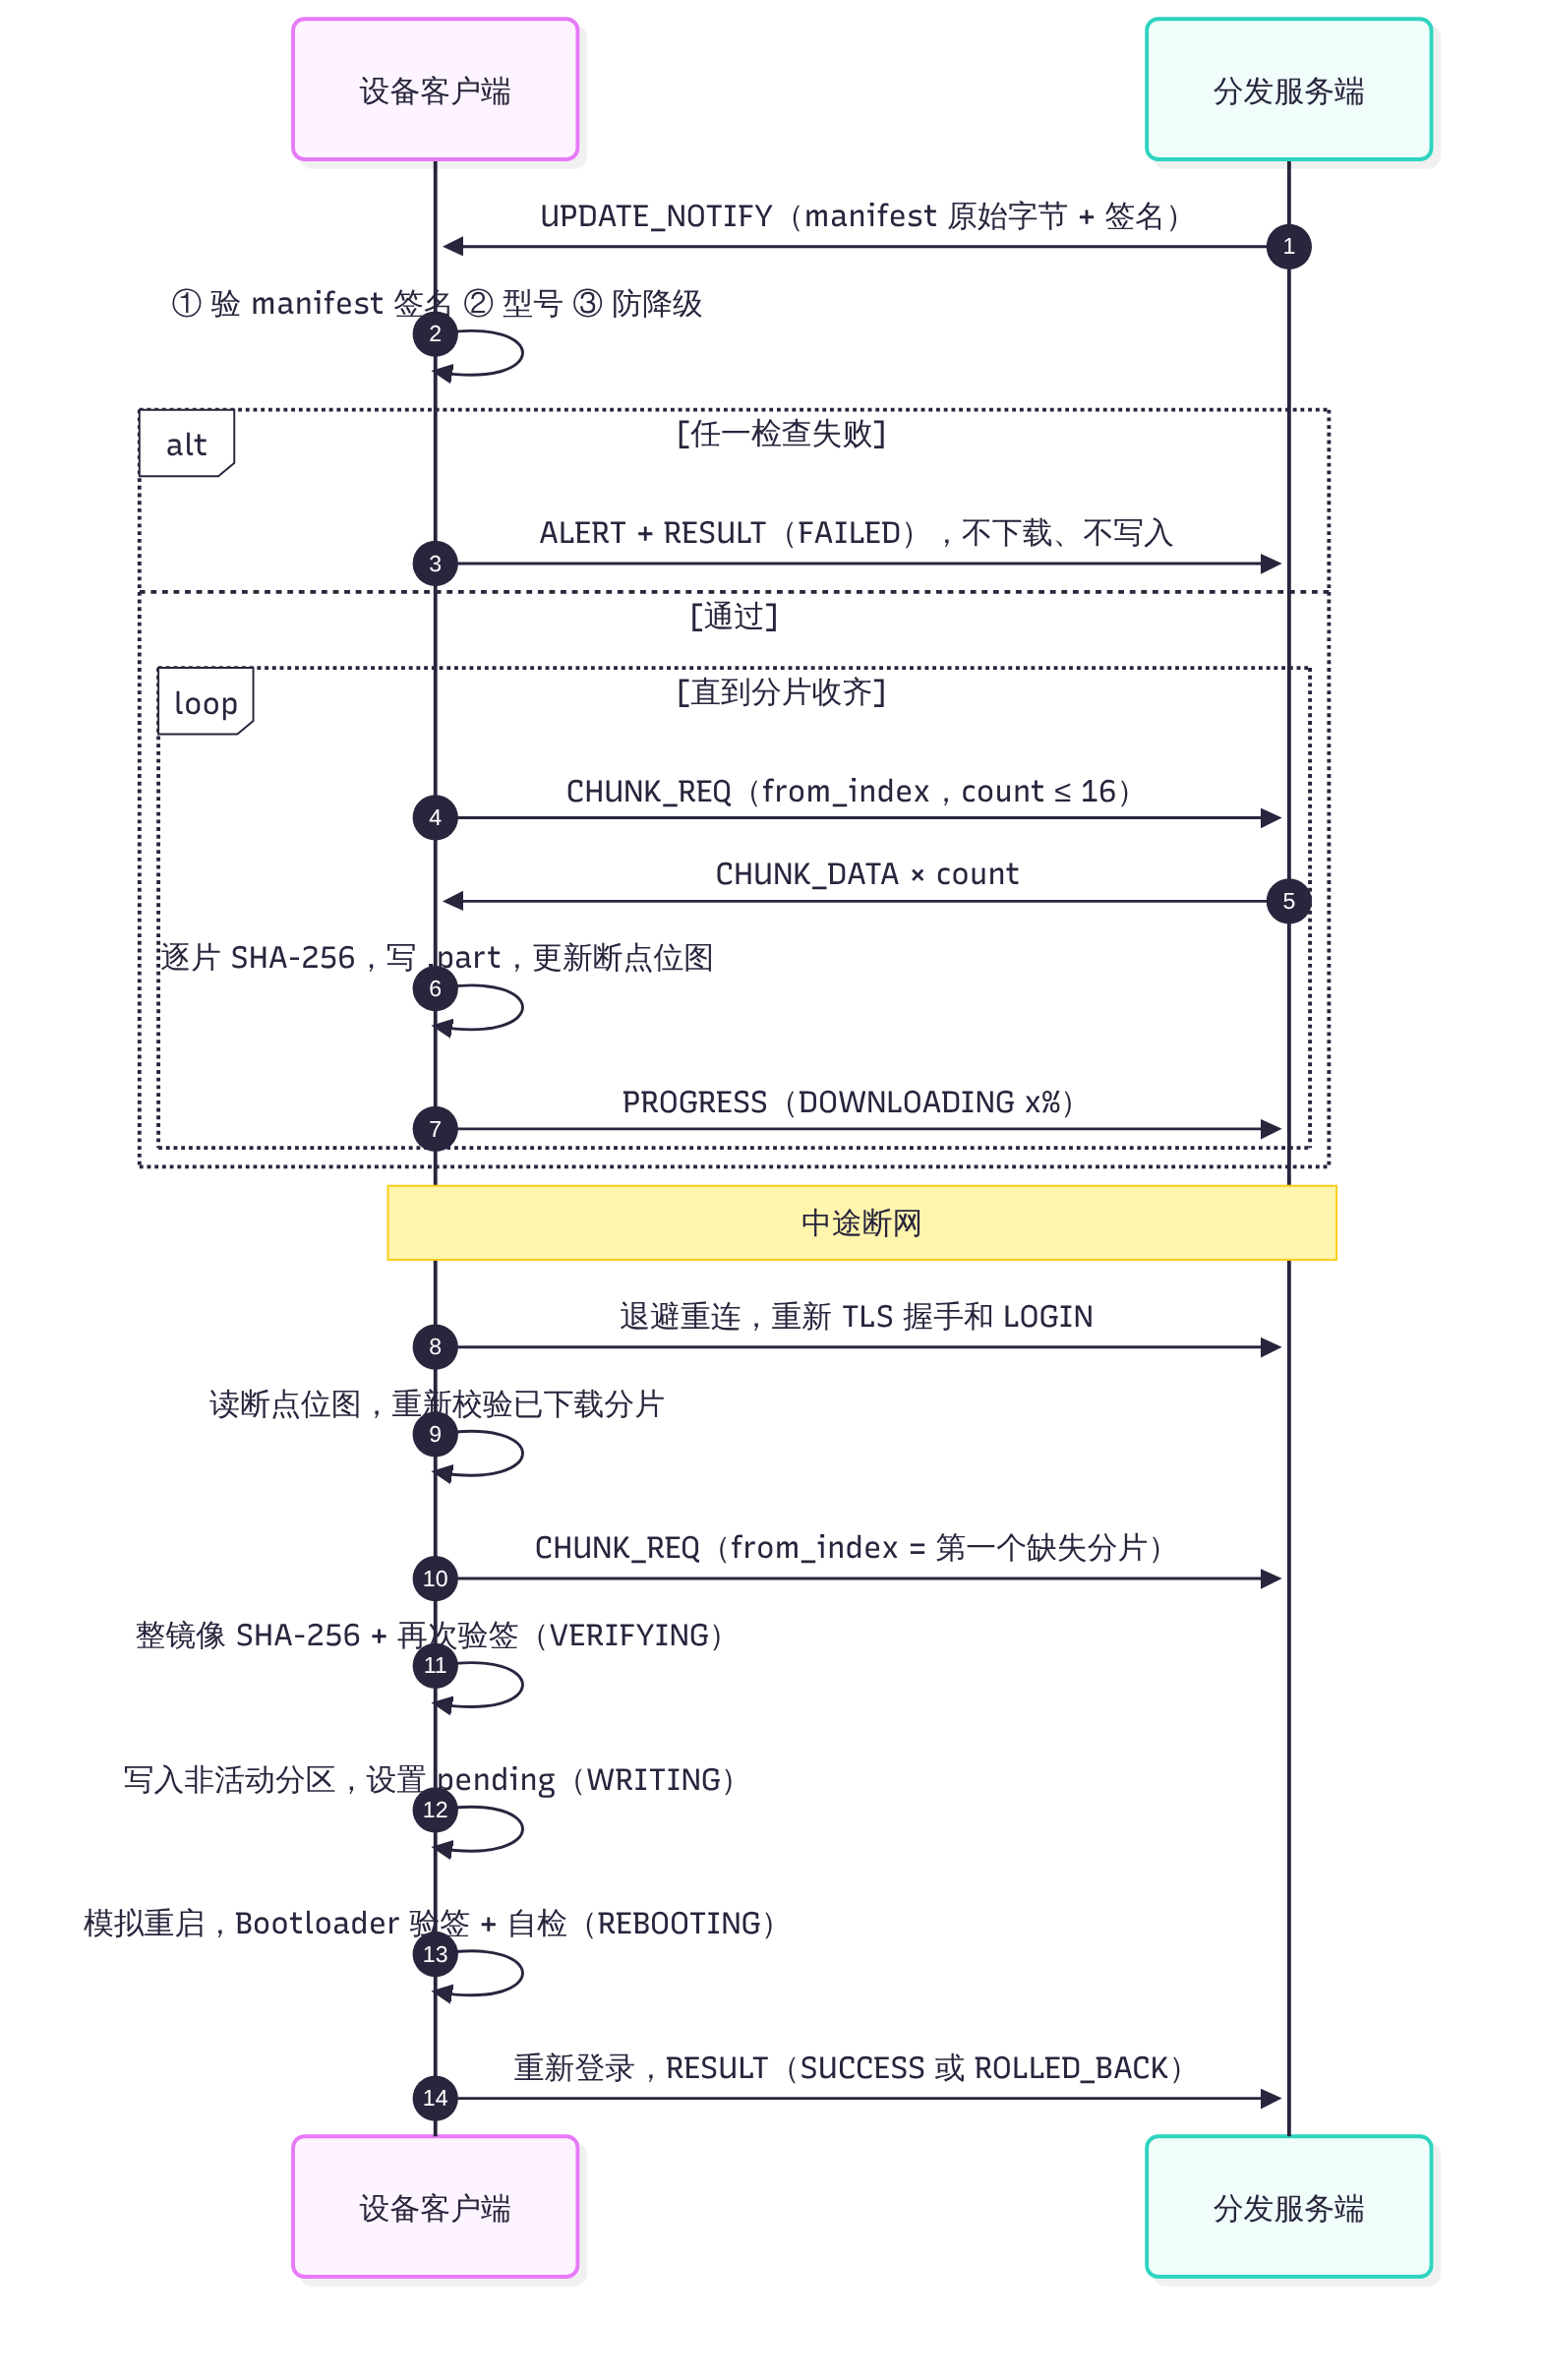 设备客户端
分发服务端
UPDATE_NOTIFY（manifest 原始字节 + 签名）
1
① 验 manifest 签名 ② 型号 ③ 防降级
2
alt
[任一检查失败]
ALERT + RESULT（FAILED），不下载、不写入
3
[通过]
loop
[直到分片收齐]
CHUNK_REQ（from_index，count ≤ 16）
4
CHUNK_DATA × count
5
逐片 SHA-256，写 .part，更新断点位图
6
PROGRESS（DOWNLOADING x%）
7
中途断网
退避重连，重新 TLS 握手和 LOGIN
8
读断点位图，重新校验已下载分片
9
CHUNK_REQ（from_index = 第一个缺失分片）
10
整镜像 SHA-256 + 再次验签（VERIFYING）
11
写入非活动分区，设置 pending（WRITING）
12
模拟重启，Bootloader 验签 + 自检（REBOOTING）
13
重新登录，RESULT（SUCCESS 或 ROLLED_BACK）
14
设备客户端
分发服务端